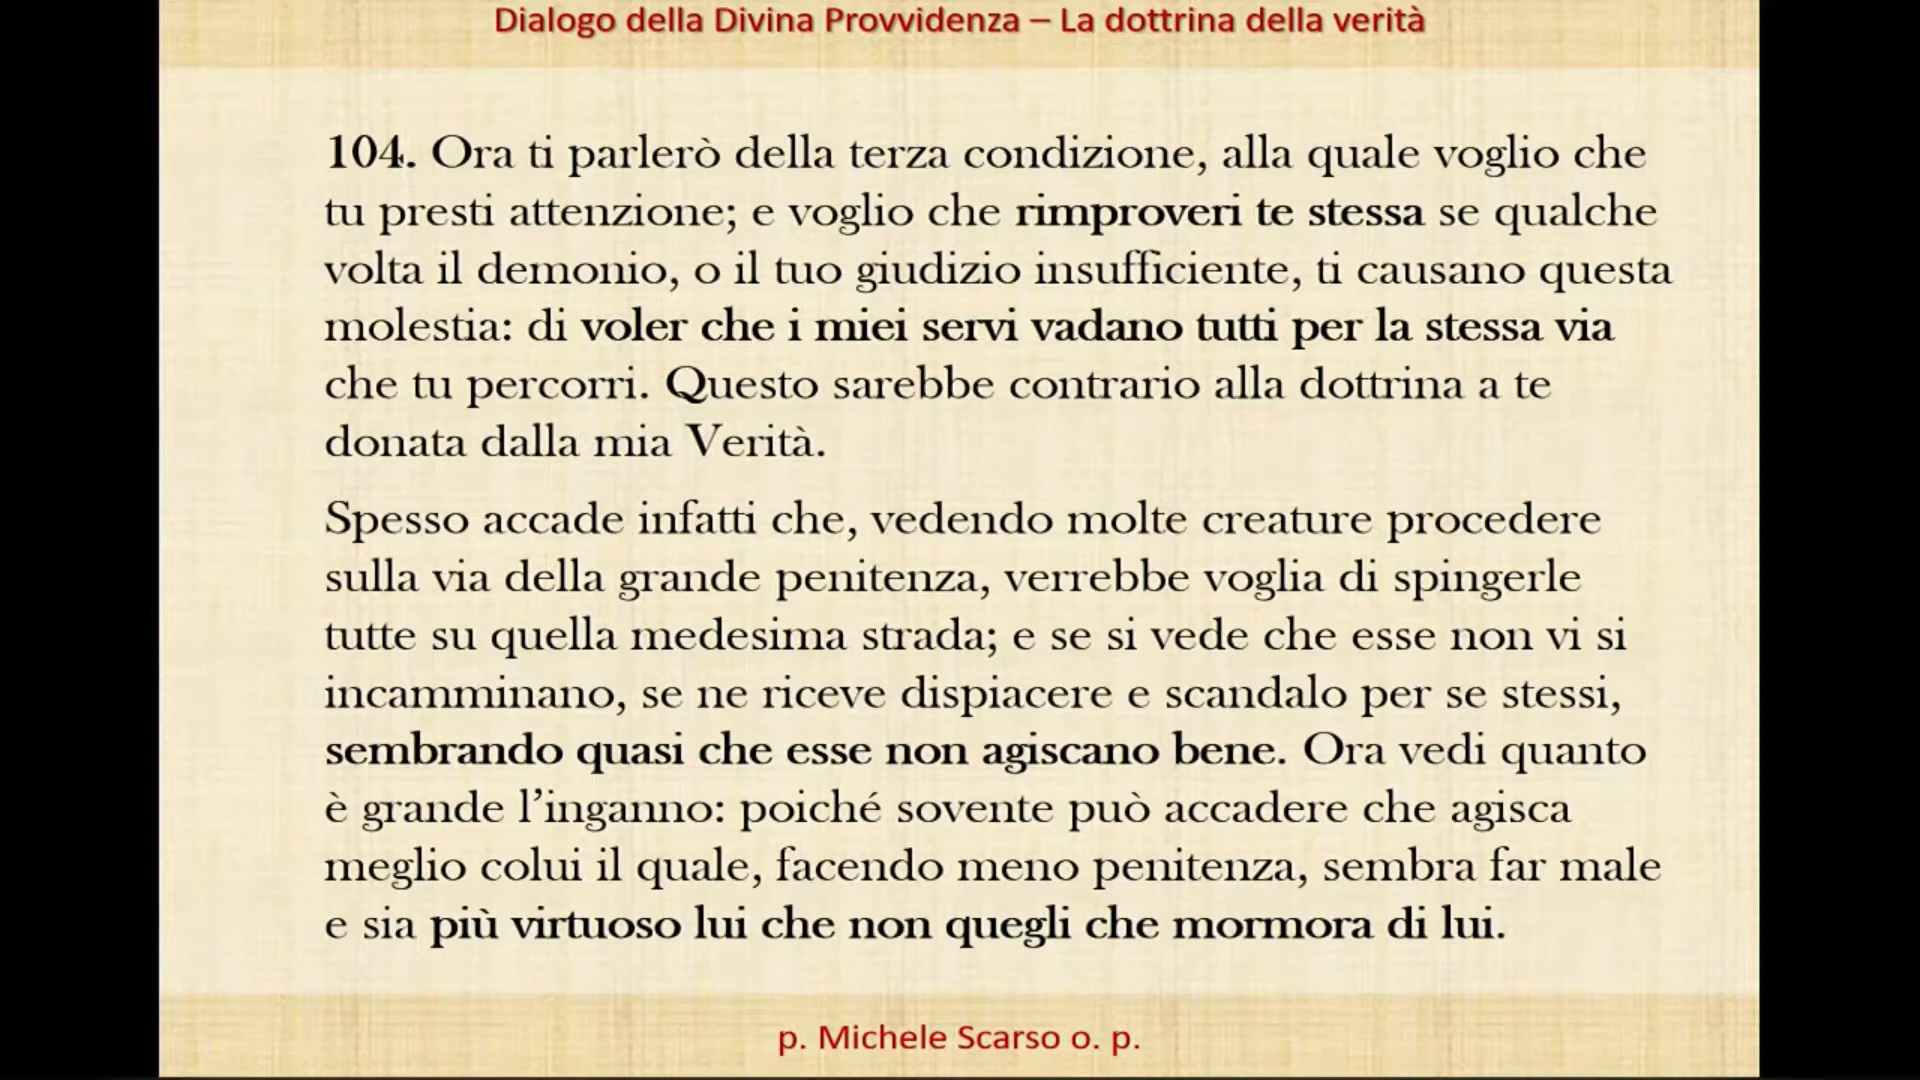 Dialogo della Divina Provvidenza – La dottrina della verità
104. Ora ti parlerò della terza condizione, alla quale voglio che
tu presti attenzione; e voglio che rimproveri te stessa se qualche
volta il demonio, o il tuo giudizio insufficiente, ti causano questa
molestia: di voler che i miei servi vadano tutti per la stessa via
che tu percorri. Questo sarebbe contrario alla dottrina a te
donata dalla mia Verità.
Spesso accade infatti che, vedendo molte creature procedere
sulla via della grande penitenza, verrebbe voglia di spingerle
tutte su quella medesima strada; e se si vede che esse non vi si
incamminano, se ne riceve dispiacere e scandalo per se stessi,
sembrando quasi che esse non agiscano bene. Ora vedi quanto
è grande l’inganno: poiché sovente può accadere che agisca
meglio colui il quale, facendo meno penitenza, sembra far male
e sia più virtuoso lui che non quegli che mormora di lui.
p. Michele Scarso o. p.